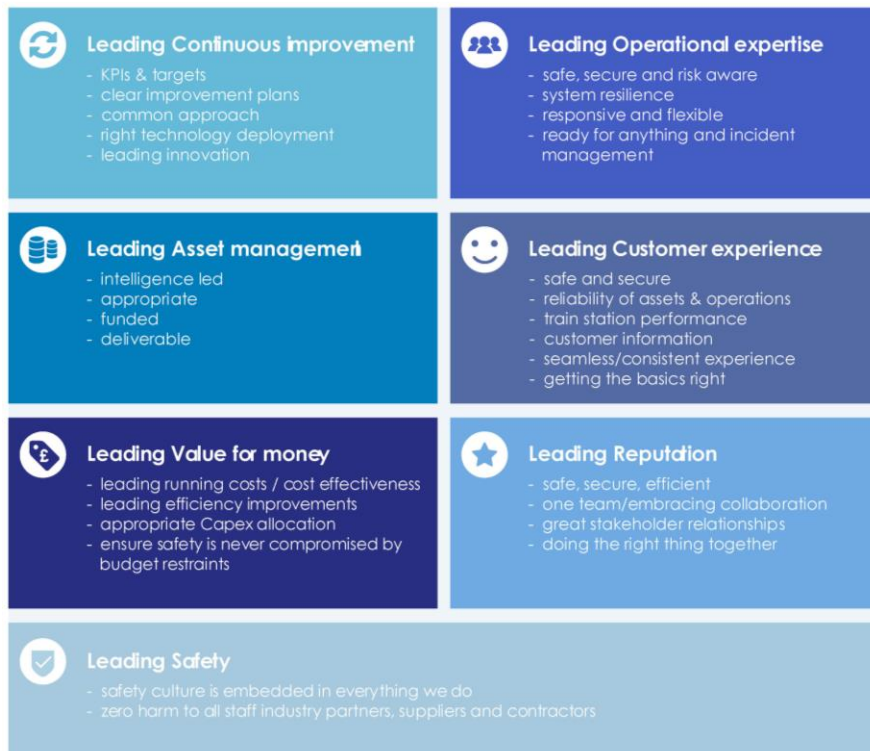 Leading Continuous improvement
- KPIs & targets
- clear improvement plans
- common approach
- right technology deployment
- leading innovation
Leading Operational expertise
- safe, secure and risk aware
- system resilience
- responsive and flexible
- ready for anything and incident
management
Leading Asset management
- intelligence led
- appropriate
- funded
- deliverable
Leading Customer experience
- safe and secure
- reliability of assets & operations
- train station performance
- customer information
- seamless/consistent experience
- getting the basics right
£
Leading Value for money
- leading running costs / cost effectiveness
- leading efficiency improvements
- appropriate Capex allocation
- ensure safety is never compromised by
budget restraints
Leading Reputation
- safe, secure, efficient
- one team/embracing collaboration
- great stakeholder relationships
- doing the right thing together
Leading Safety
- safety culture is embedded in everything we do
- zero harm to all staff industry partners, suppliers and contractors